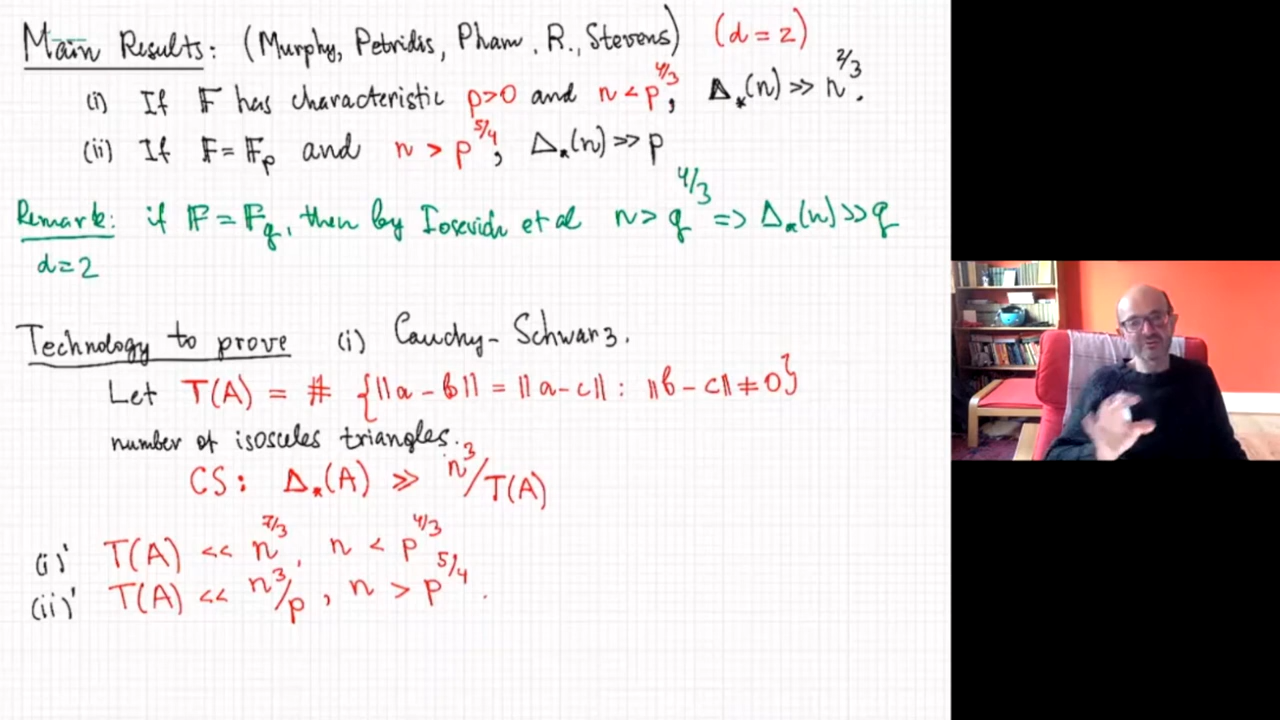 Main Results: (Murphy, Petridis, Pham, R., Stevens) (d = 2)
(i) If 𝔽 has characteristic p>0 and n < p^{4/3}, Δ_*(n) >> n^{2/3}.
(ii) If 𝔽 = 𝔽_p and n > p^{5/4}, Δ_*(n) >> p
Remark: if 𝔽 = 𝔽_q, then by Iosevich et al n > q^{4/3} => Δ_*(n) >> q
d=2
Technology to prove (i) Cauchy-Schwarz.
Let T(A) = # {||a - b|| = ||a - c|| : ||b - c|| ≠ 0}
number of isosceles triangles.
CS: Δ_*(A) >> n^3/T(A)
(i)' T(A) << n^{7/3}, n < p^{4/3}
(ii)' T(A) << n^3/p, n > p^{5/4}.